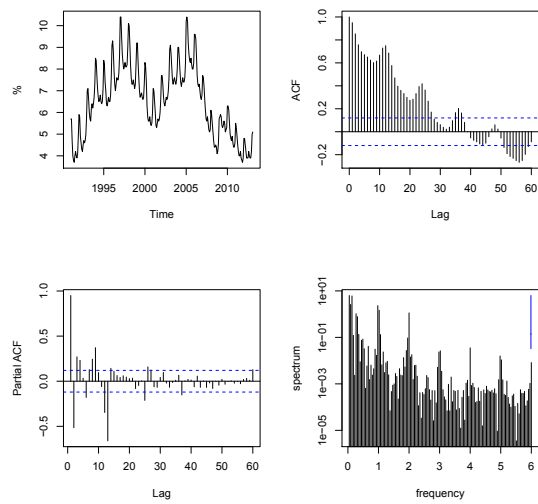 %
4 5 6 7 8 9 10
1995 2000 2005 2010
Time
ACF
−0.2 0.2 0.6 1.0
0 10 20 30 40 50 60
Lag
Partial ACF
−0.5 0.0 0.5 1.0
0 10 20 30 40 50 60
Lag
spectrum
1e−05 1e−03 1e−01 1e+01
0 1 2 3 4 5 6
frequency